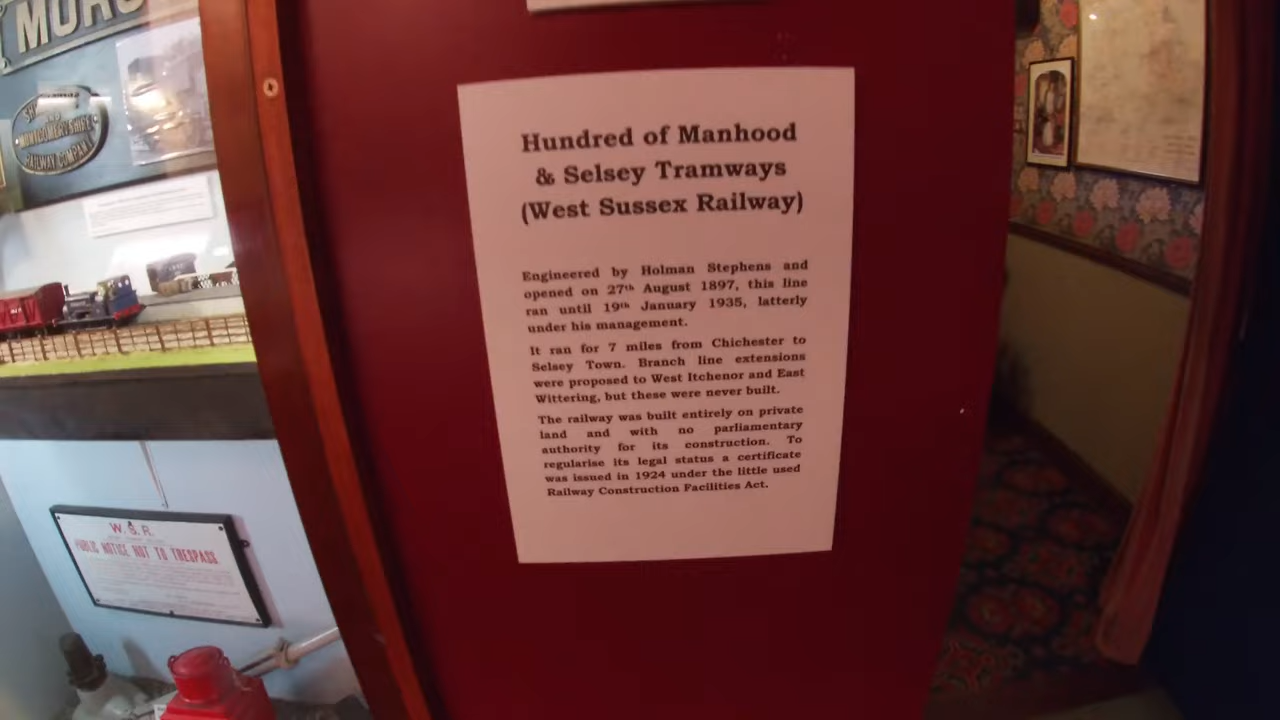 Hundred of Manhood
& Selsey Tramways
(West Sussex Railway)
Engineered by Holman Stephens and
opened on 27th August 1897, this line
ran until 19th January 1935, latterly
under his management.
It ran for 7 miles from Chichester to
Selsey Town. Branch line extensions
were proposed to West Itchenor and East
Wittering, but these were never built.
The railway was built entirely on private
land and with no parliamentary
authority for its construction. To
regularise its legal status a certificate
was issued in 1924 under the little used
Railway Construction Facilities Act.
AND
MONTGOMERYSHIRE
RAILWAY COMPANY
W. S. R.
PUBLIC NOTICE NOT TO TRESPASS